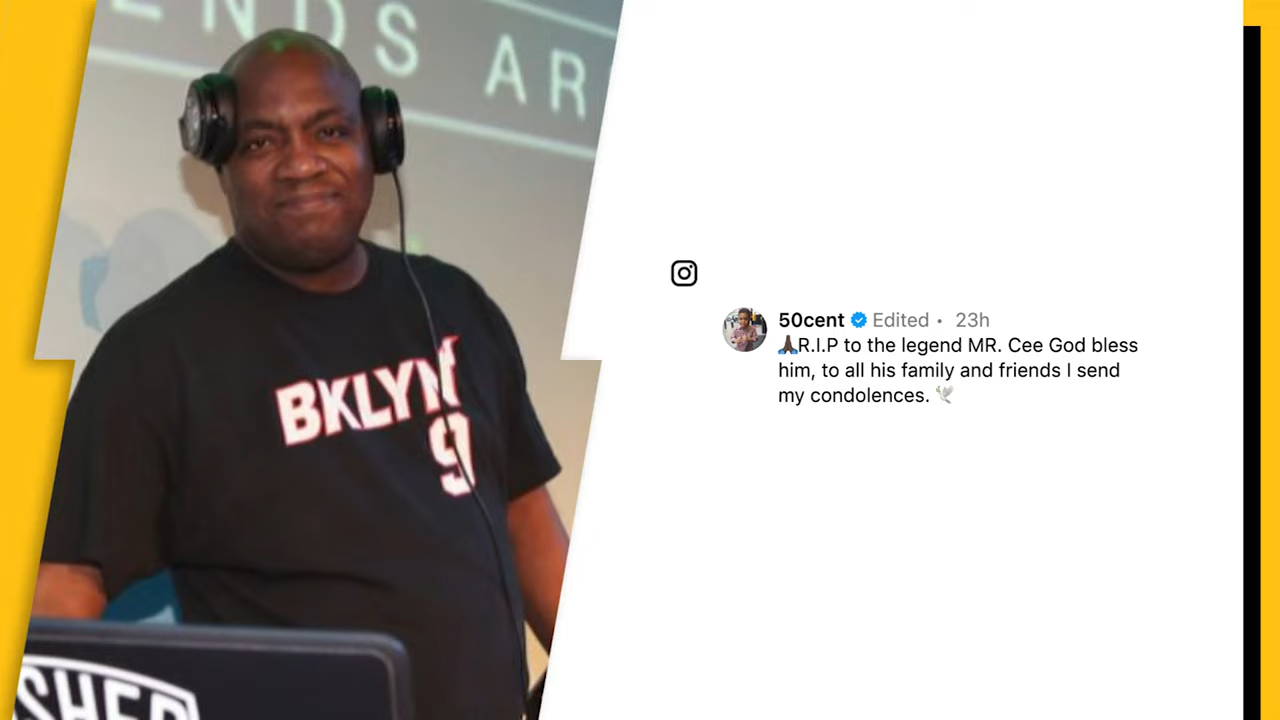 ENDS AR
BKLYN
9
SHER
50cent Edited • 23h
🙏🏿R.I.P to the legend MR. Cee God bless
him, to all his family and friends I send
my condolences. 🕊️